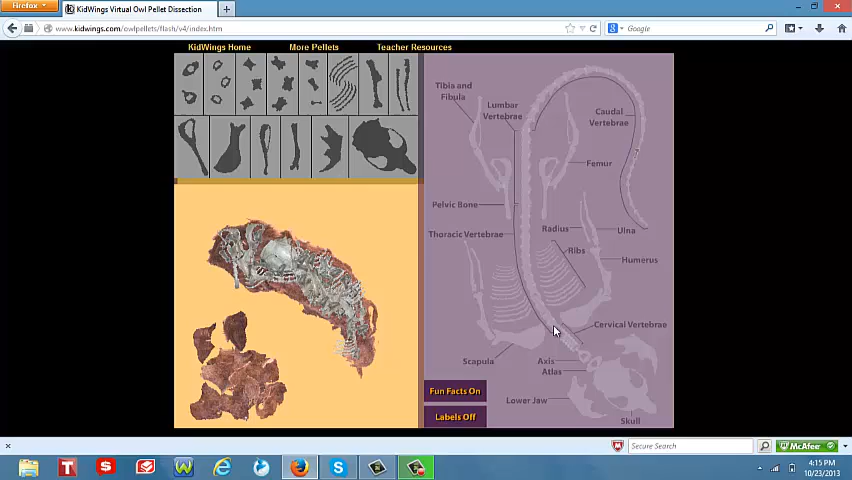 Firefox
KidWings Virtual Owl Pellet Dissection
www.kidwings.com/owlpellets/flash/v4/index.htm
Google
KidWings Home More Pellets Teacher Resources
Tibia and
Fibula
Lumbar
Vertebrae
Caudal
Vertebrae
Femur
Pelvic Bone
Thoracic Vertebrae
Radius
Ulna
Ribs
Humerus
Cervical Vertebrae
Scapula
Axis
Atlas
Lower Jaw
Skull
Fun Facts On
Labels Off
Secure Search
McAfee
4:15 PM
10/23/2013